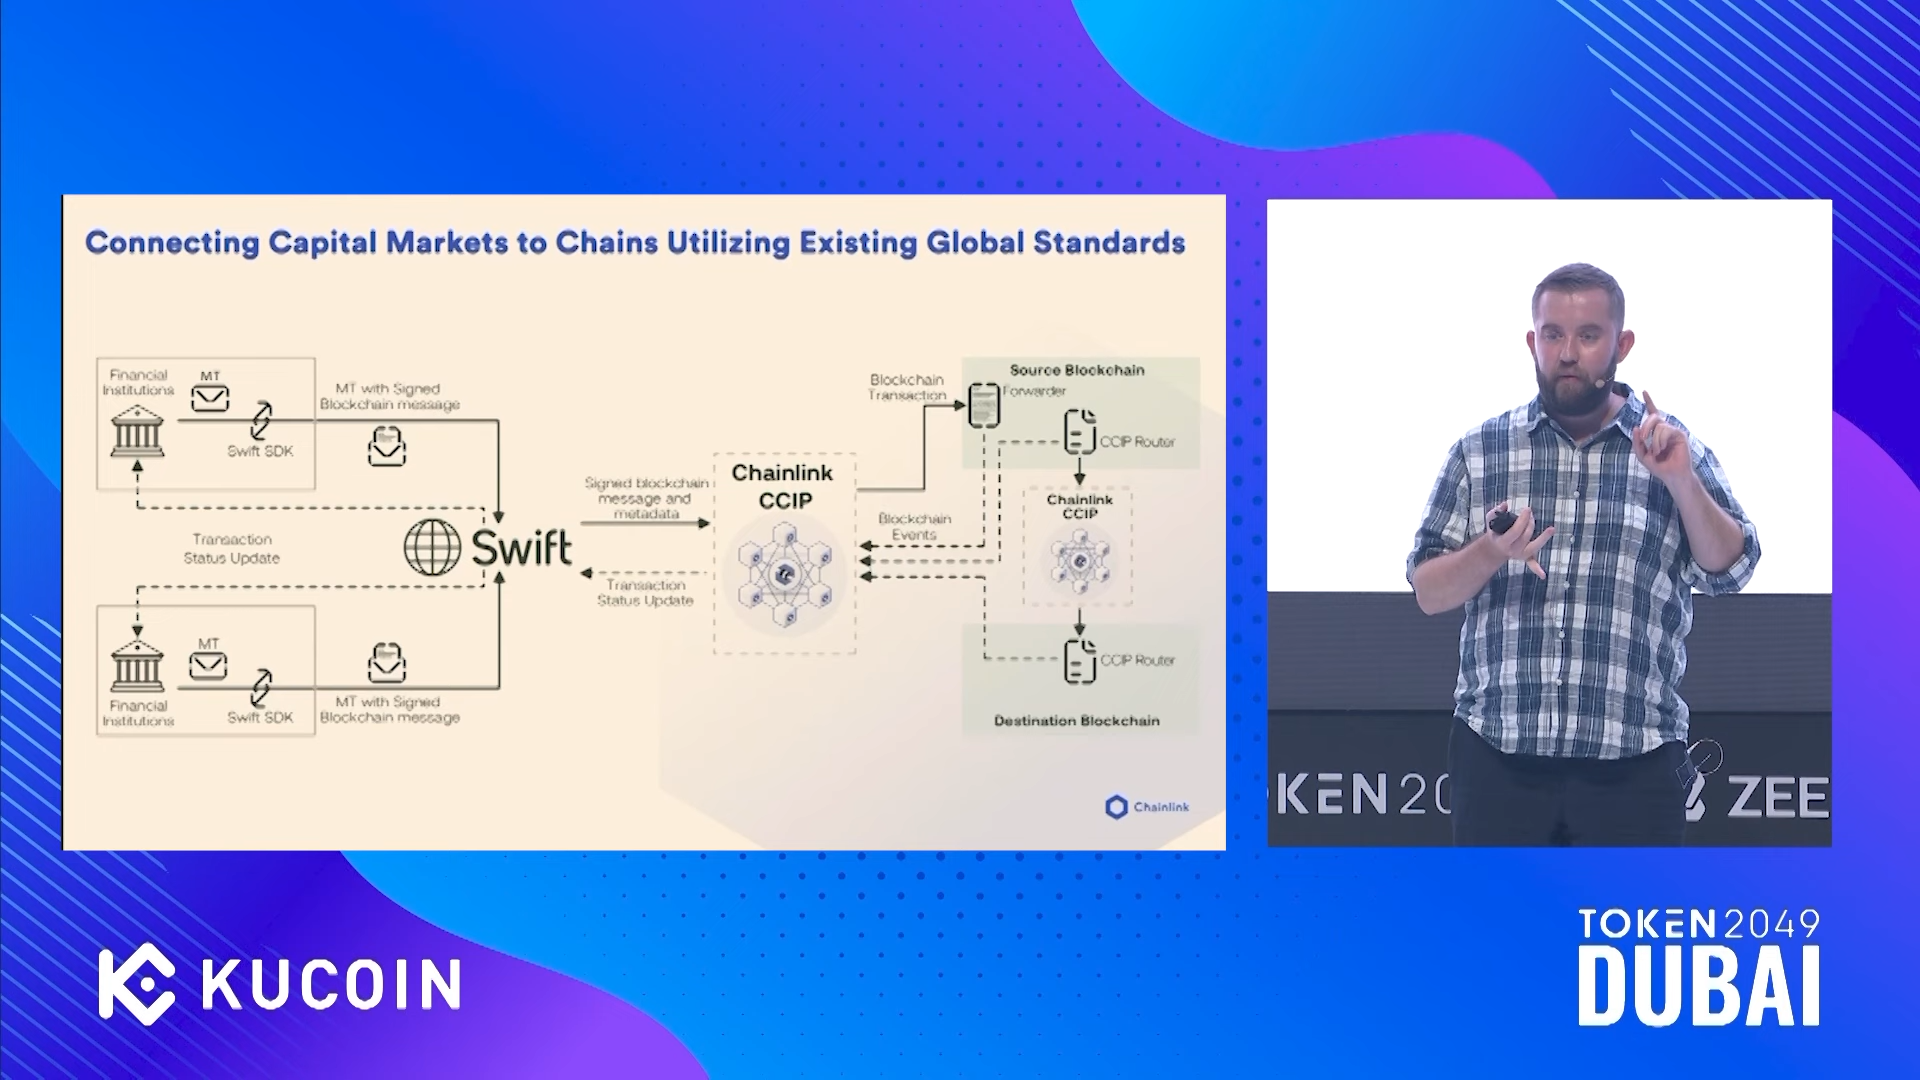 Connecting Capital Markets to Chains Utilizing Existing Global Standards
Financial
Institutions
MT
Swift SDK
MT with Signed
Blockchain message
Transaction
Status Update
Swift
Financial
Institutions
MT
Swift SDK
MT with Signed
Blockchain message
Signed blockchain
message and
metadata
Transaction
Status Update
Chainlink
CCIP
Blockchain
Transaction
Blockchain
Events
Source Blockchain
Forwarder
CCIP Router
Chainlink
CCIP
CCIP Router
Destination Blockchain
Chainlink
KEN 20
ZEE
KUCOIN
TOKEN2049
DUBAI